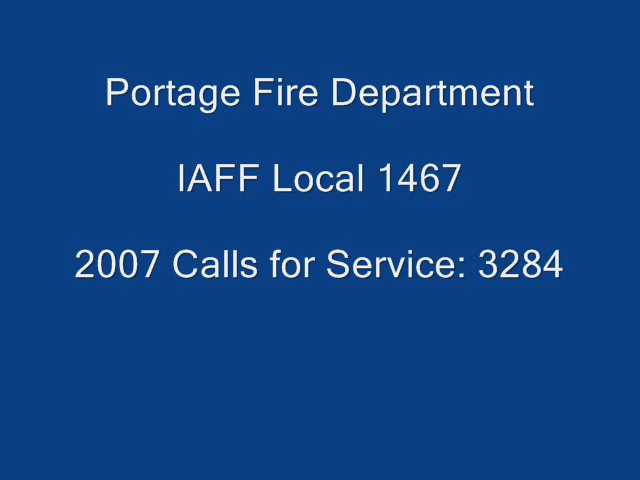 Portage Fire Department
IAFF Local 1467
2007 Calls for Service: 3284